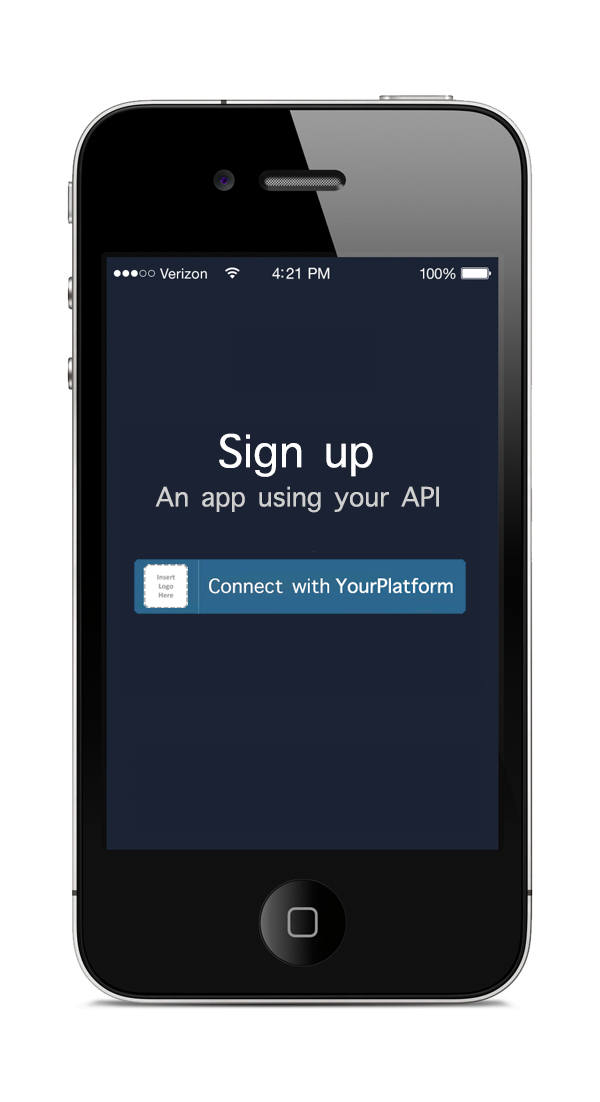 Verizon 4:21 PM 100%
Sign up
An app using your API
Insert
Logo
Here
Connect with YourPlatform